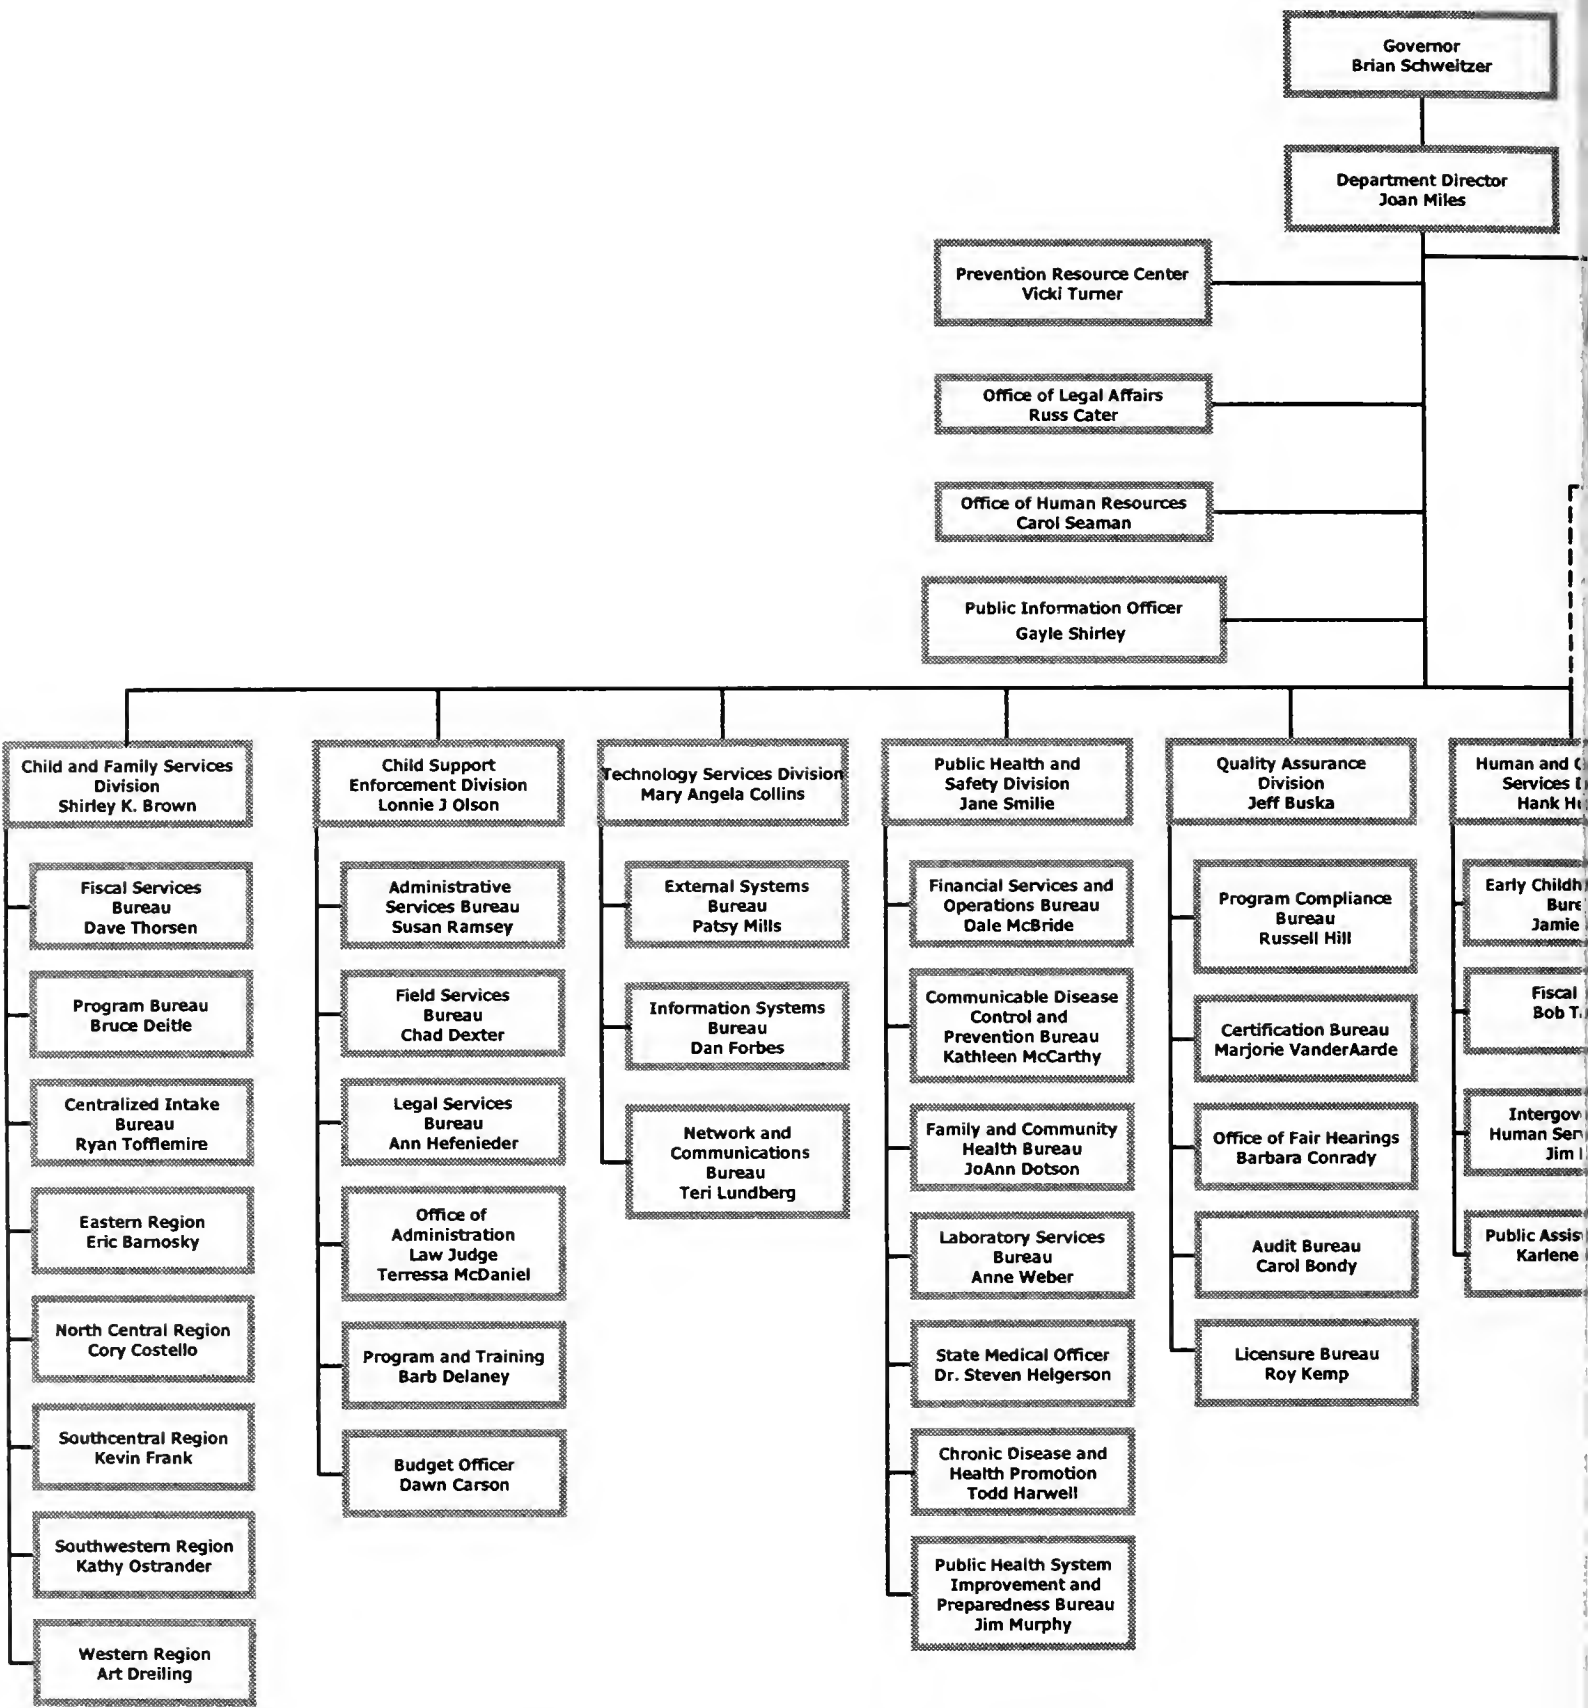 Governor
Brian Schweitzer
Department Director
Joan Miles
Prevention Resource Center
Vicki Turner
Office of Legal Affairs
Russ Cater
Office of Human Resources
Carol Seaman
Public Information Officer
Gayle Shirley
Child and Family Services
Division
Shirley K. Brown
Fiscal Services
Bureau
Dave Thorsen
Program Bureau
Bruce Deitle
Centralized Intake
Bureau
Ryan Tofflemire
Eastern Region
Eric Barnosky
North Central Region
Cory Costello
Southcentral Region
Kevin Frank
Southwestern Region
Kathy Ostrander
Western Region
Art Dreiling
Child Support
Enforcement Division
Lonnie J Olson
Administrative
Services Bureau
Susan Ramsey
Field Services
Bureau
Chad Dexter
Legal Services
Bureau
Ann Hefenieder
Office of
Administration
Law Judge
Terressa McDaniel
Program and Training
Barb Delaney
Budget Officer
Dawn Carson
Technology Services Division
Mary Angela Collins
External Systems
Bureau
Patsy Mills
Information Systems
Bureau
Dan Forbes
Network and
Communications
Bureau
Teri Lundberg
Public Health and
Safety Division
Jane Smilie
Financial Services and
Operations Bureau
Dale McBride
Communicable Disease
Control and
Prevention Bureau
Kathleen McCarthy
Family and Community
Health Bureau
JoAnn Dotson
Laboratory Services
Bureau
Anne Weber
State Medical Officer
Dr. Steven Helgerson
Chronic Disease and
Health Promotion
Todd Harwell
Public Health System
Improvement and
Preparedness Bureau
Jim Murphy
Quality Assurance
Division
Jeff Buska
Program Compliance
Bureau
Russell Hill
Certification Bureau
Marjorie VanderAarde
Office of Fair Hearings
Barbara Conrady
Audit Bureau
Carol Bondy
Licensure Bureau
Roy Kemp
Human and
Services
Hank
Early
Jamie
Fiscal
Bob
Human
Jim
Public
Karlene